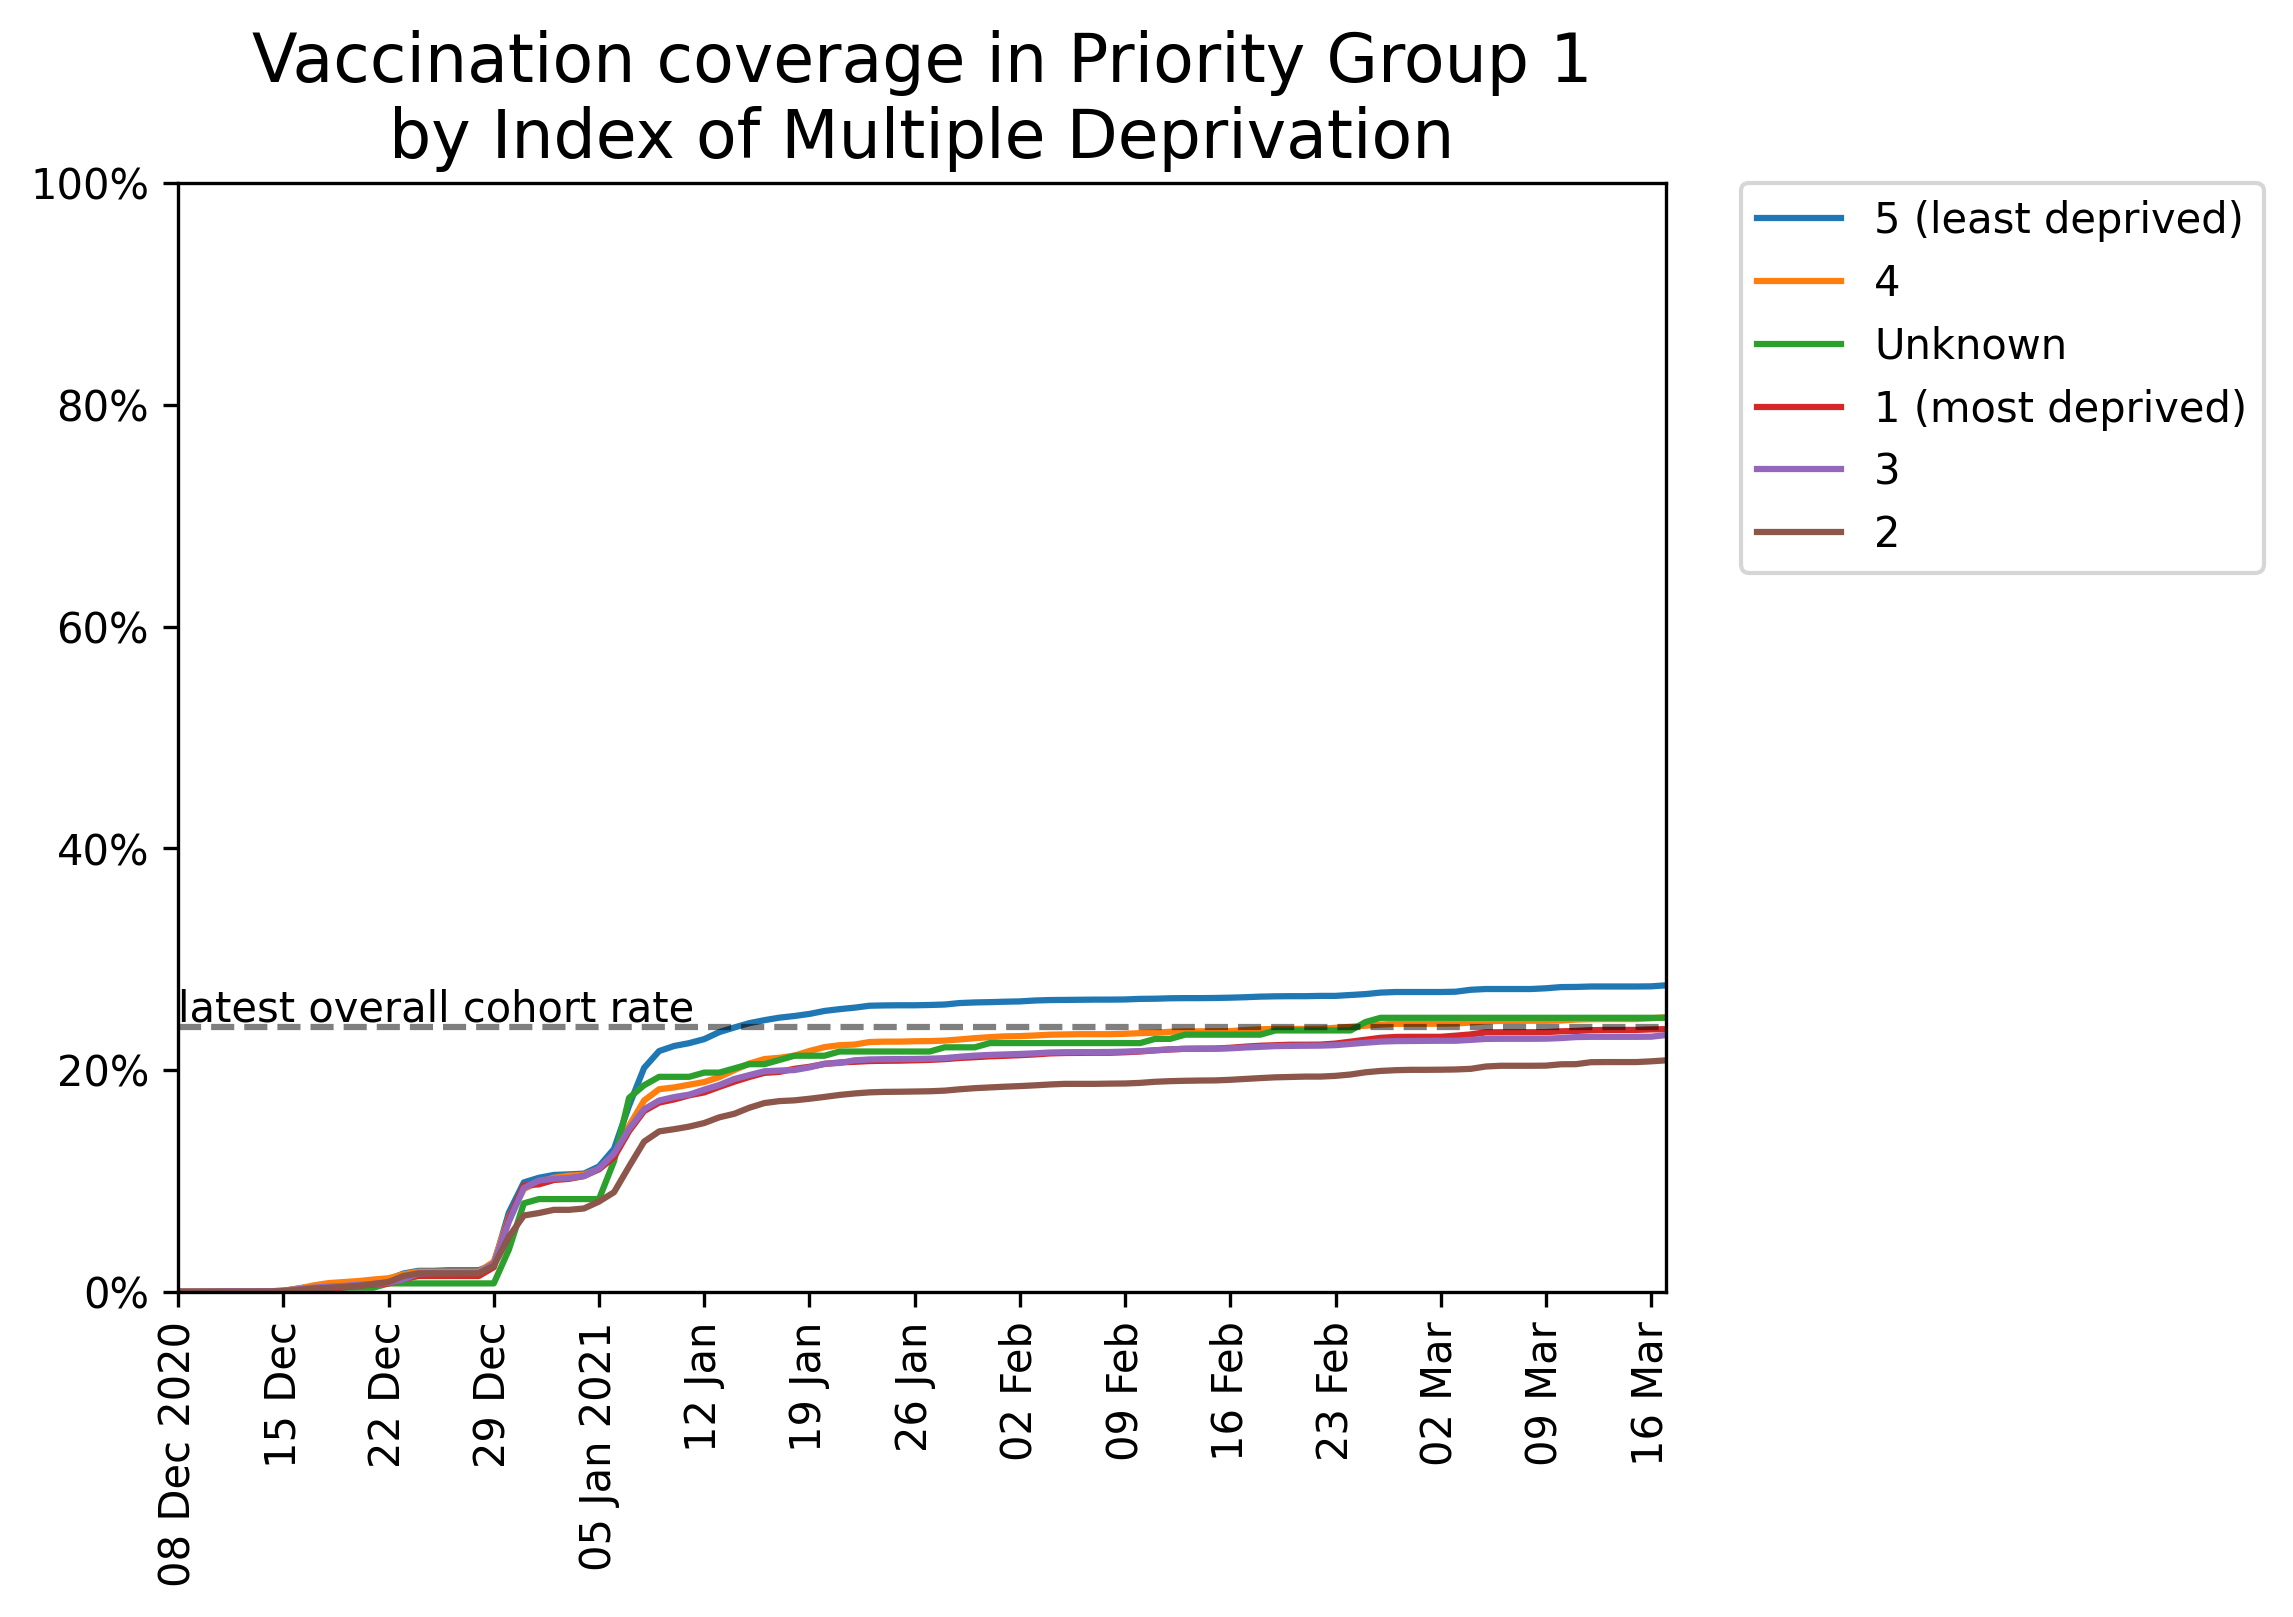 Vaccination coverage in Priority Group 1
by Index of Multiple Deprivation
100%
80%
60%
40%
20%
0%
latest overall cohort rate
08 Dec 2020
15 Dec
22 Dec
29 Dec
05 Jan 2021
12 Jan
19 Jan
26 Jan
02 Feb
09 Feb
16 Feb
23 Feb
02 Mar
09 Mar
16 Mar
5 (least deprived)
4
Unknown
1 (most deprived)
3
2